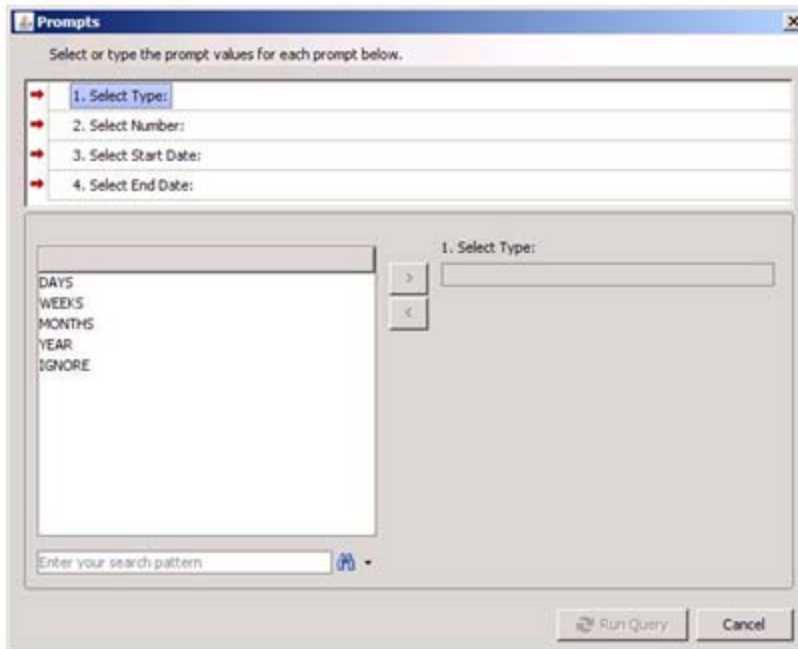 Prompts
Select or type the prompt values for each prompt below.
1. Select Type:
2. Select Number:
3. Select Start Date:
4. Select End Date:
1. Select Type:
>
<
DAYS
WEEKS
MONTHS
YEAR
IGNORE
Enter your search pattern
Run Query Cancel